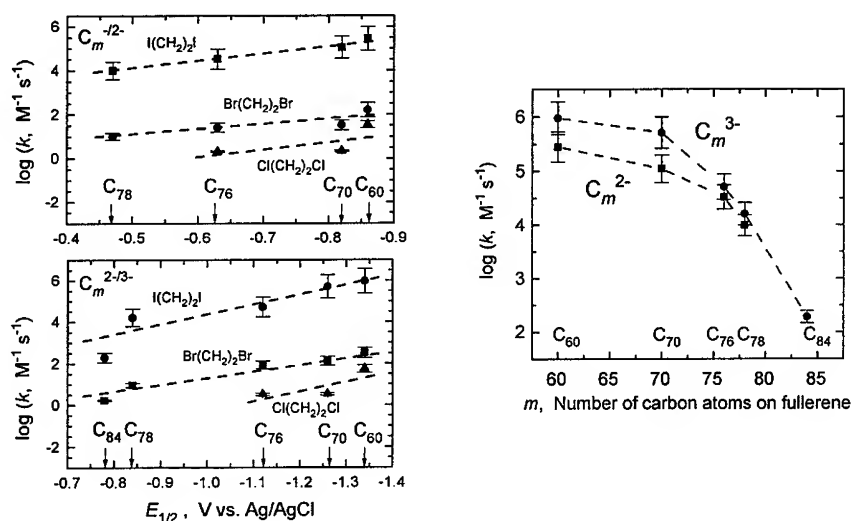 C_m^-/2-
I(CH2)2I
Br(CH2)2Br
Cl(CH2)2Cl
log (k, M⁻¹ s⁻¹)
6
4
2
0
-2
C78
C76
C70
C60
-0.4 -0.5 -0.6 -0.7 -0.8 -0.9
C_m^2-/3-
I(CH2)2I
Br(CH2)2Br
Cl(CH2)2Cl
log (k, M⁻¹ s⁻¹)
6
4
2
0
-2
C84 C78 C76 C70 C60
-0.7 -0.8 -0.9 -1.0 -1.1 -1.2 -1.3 -1.4
E1/2 , V vs. Ag/AgCl
C_m^3-
C_m^2-
log (k, M⁻¹ s⁻¹)
6
5
4
3
2
C60 C70 C76 C78 C84
60 65 70 75 80 85
m, Number of carbon atoms on fullerene